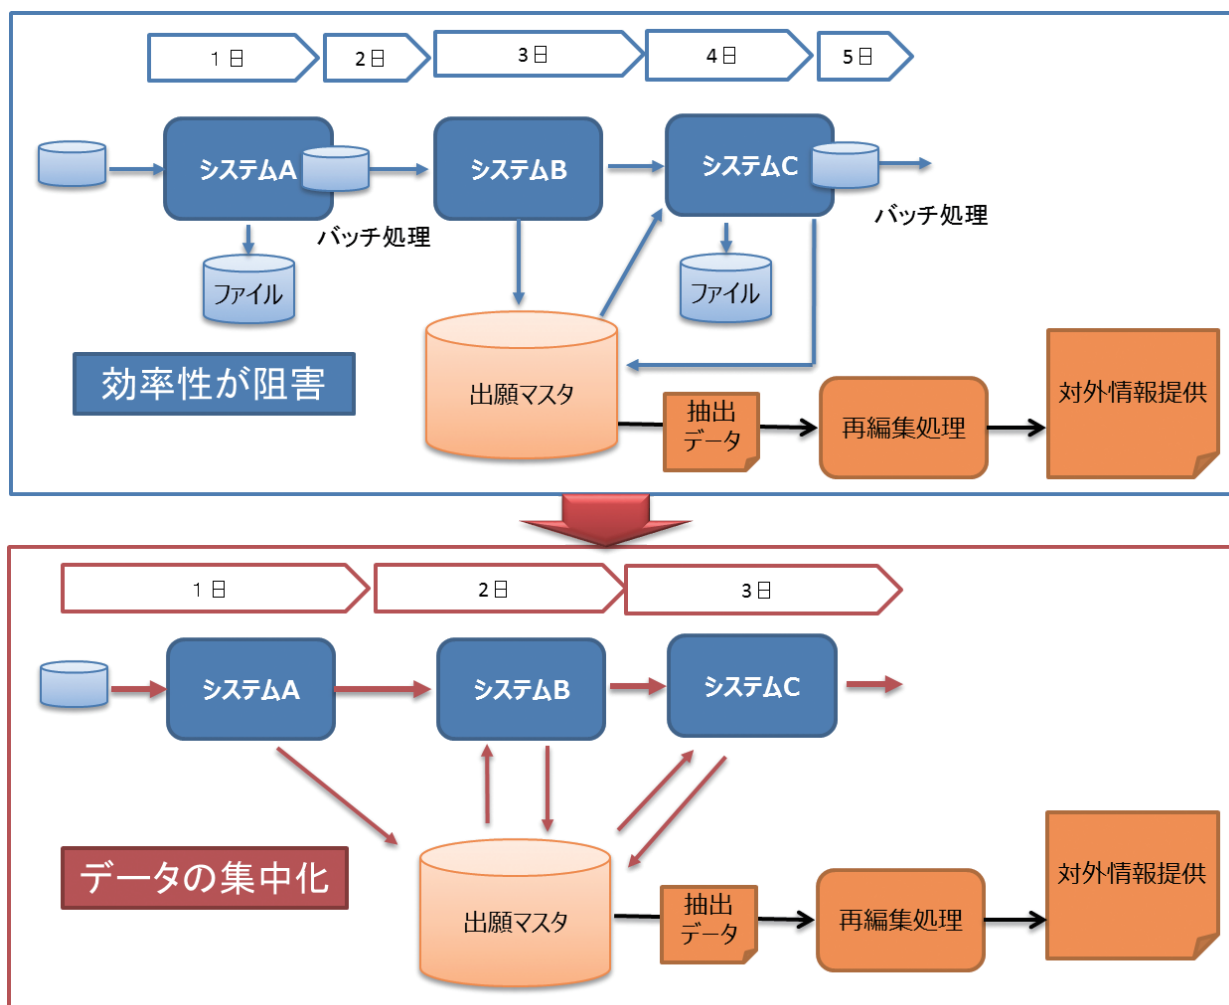 1日
2日
3日
4日
5日
システムA
システムB
システムC
バッチ処理
バッチ処理
ファイル
ファイル
効率性が阻害
出願マスタ
抽出
データ
再編集処理
対外情報提供
1日
2日
3日
システムA
システムB
システムC
データの集中化
出願マスタ
抽出
データ
再編集処理
対外情報提供